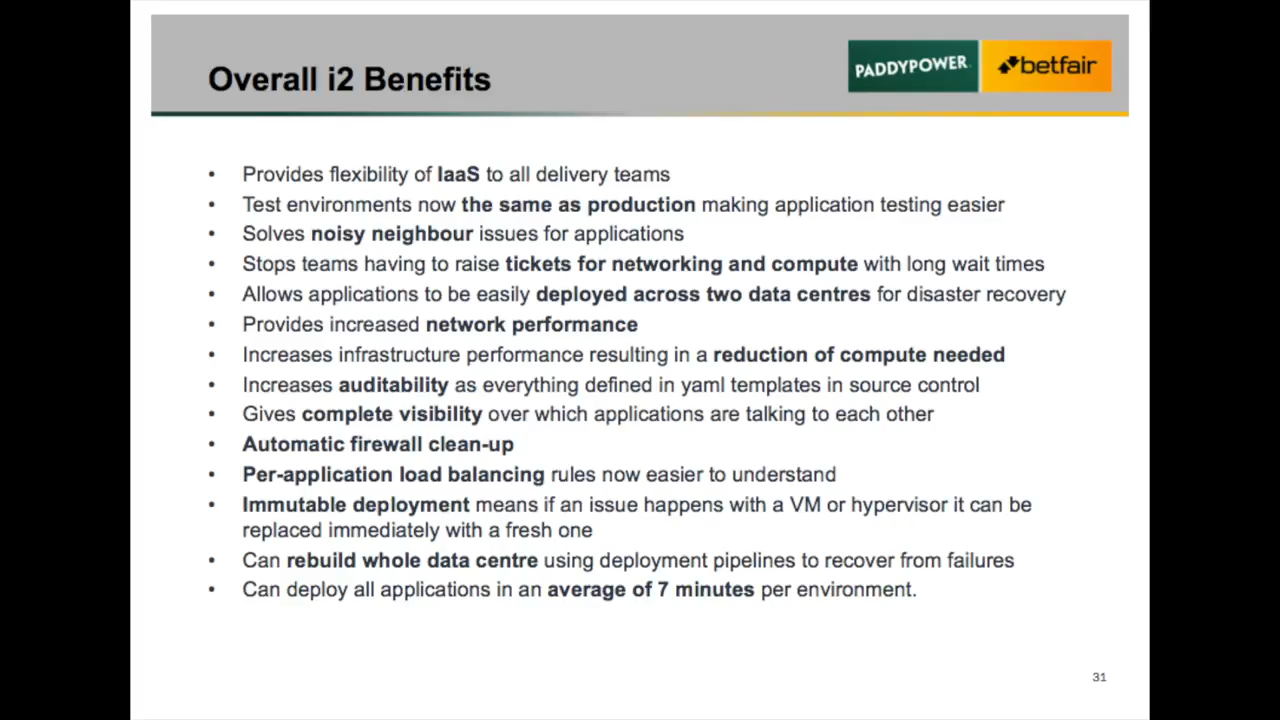 Overall i2 Benefits
PADDYPOWER.
betfair
• Provides flexibility of IaaS to all delivery teams
• Test environments now the same as production making application testing easier
• Solves noisy neighbour issues for applications
• Stops teams having to raise tickets for networking and compute with long wait times
• Allows applications to be easily deployed across two data centres for disaster recovery
• Provides increased network performance
• Increases infrastructure performance resulting in a reduction of compute needed
• Increases auditability as everything defined in yaml templates in source control
• Gives complete visibility over which applications are talking to each other
• Automatic firewall clean-up
• Per-application load balancing rules now easier to understand
• Immutable deployment means if an issue happens with a VM or hypervisor it can be
replaced immediately with a fresh one
• Can rebuild whole data centre using deployment pipelines to recover from failures
• Can deploy all applications in an average of 7 minutes per environment.
31